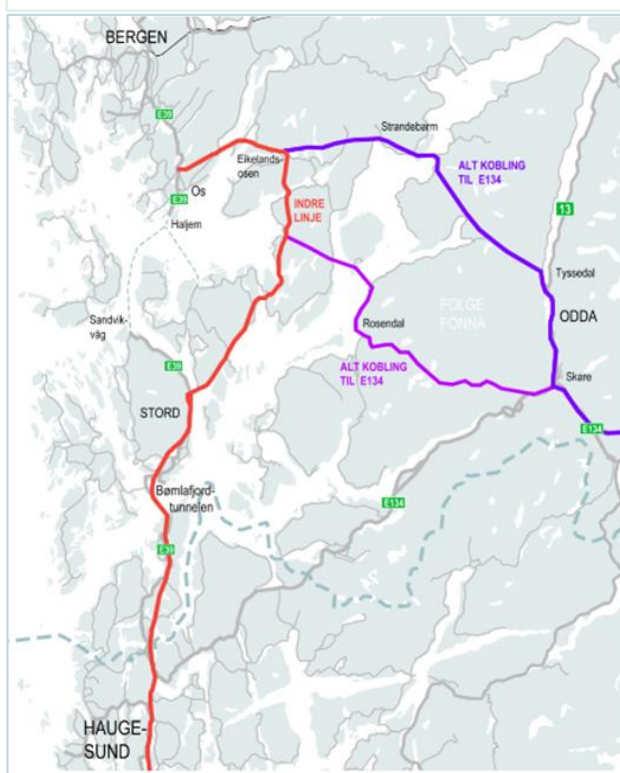 BERGEN
E39
Strandebarm
Eikelands-
osen
ALT KOBLING
TIL E134
Os
E39
INDRE
LINJE
13
Haljem
Tyssedal
Sandvik-
våg
FOLGE
FONNA
ODDA
Rosendal
E39
ALT KOBLING
TIL E134
Skare
STORD
E134
Bømlafjord-
tunnelen
E134
E39
HAUGE-
SUND